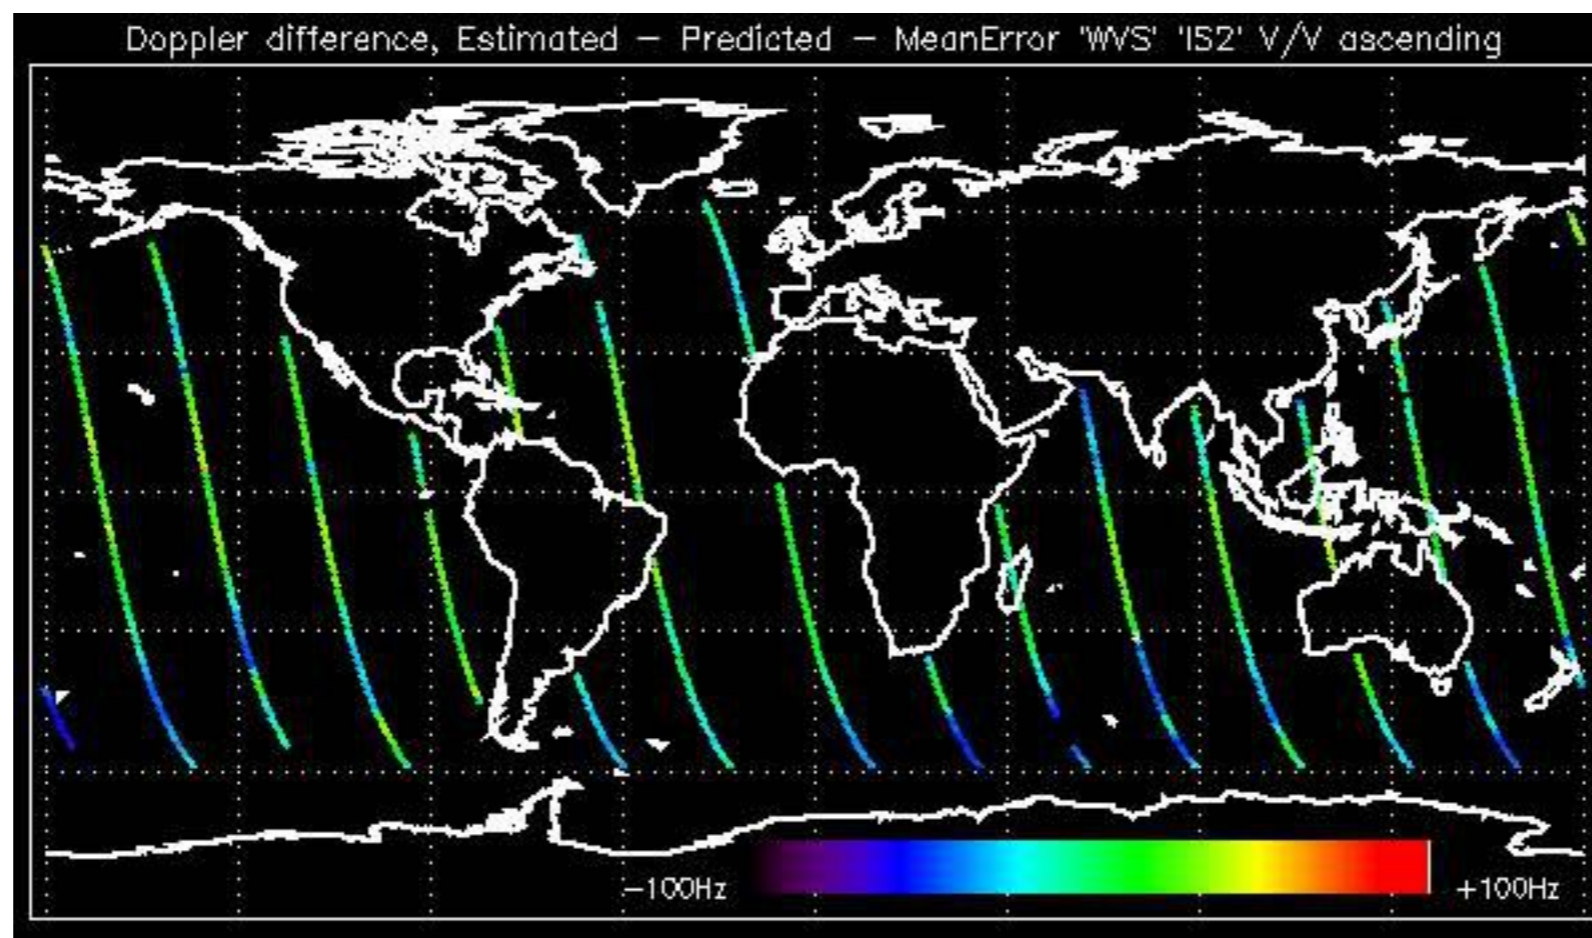 Doppler difference, Estimated – Predicted – MeanError 'WVS' 'IS2' V/V ascending
−100Hz
+100Hz